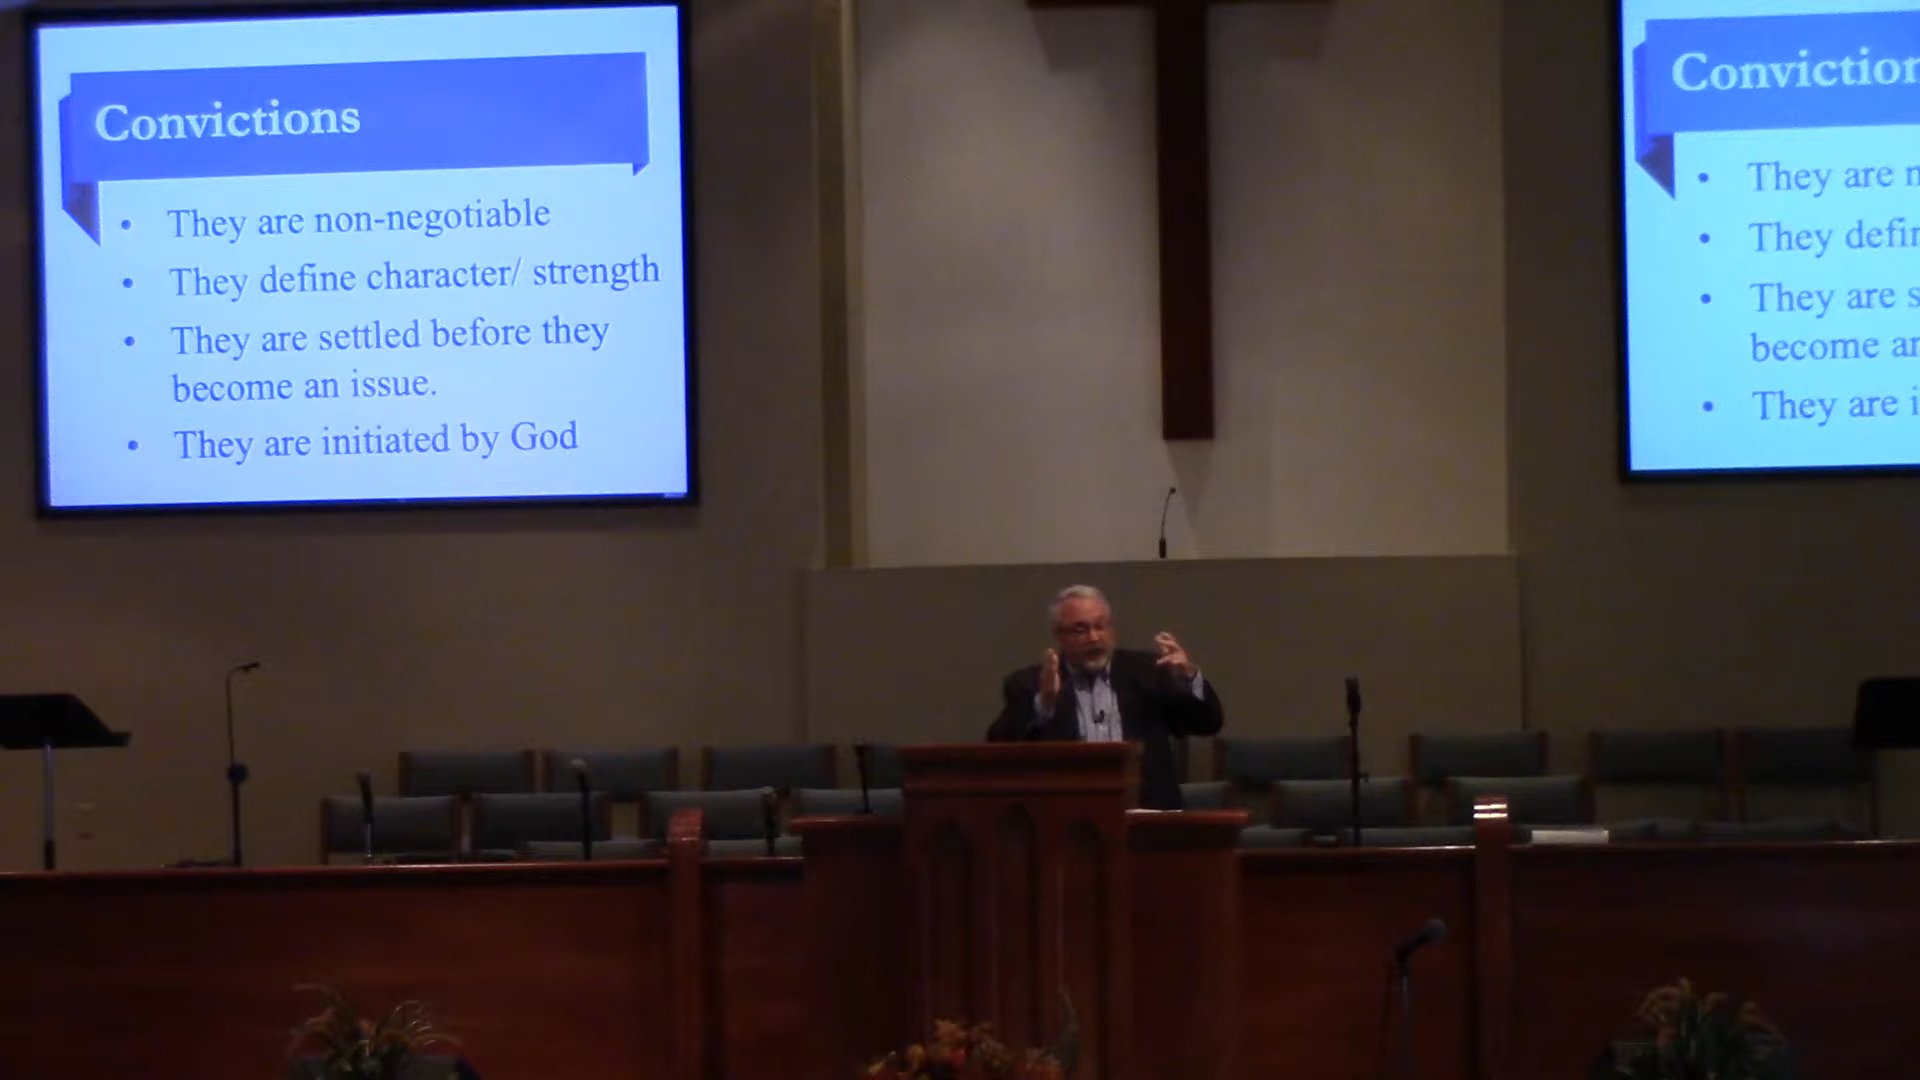 Convictions
• They are non-negotiable
• They define character/ strength
• They are settled before they
become an issue.
• They are initiated by God
Conviction
• They are
• They
• They are
become
• They are